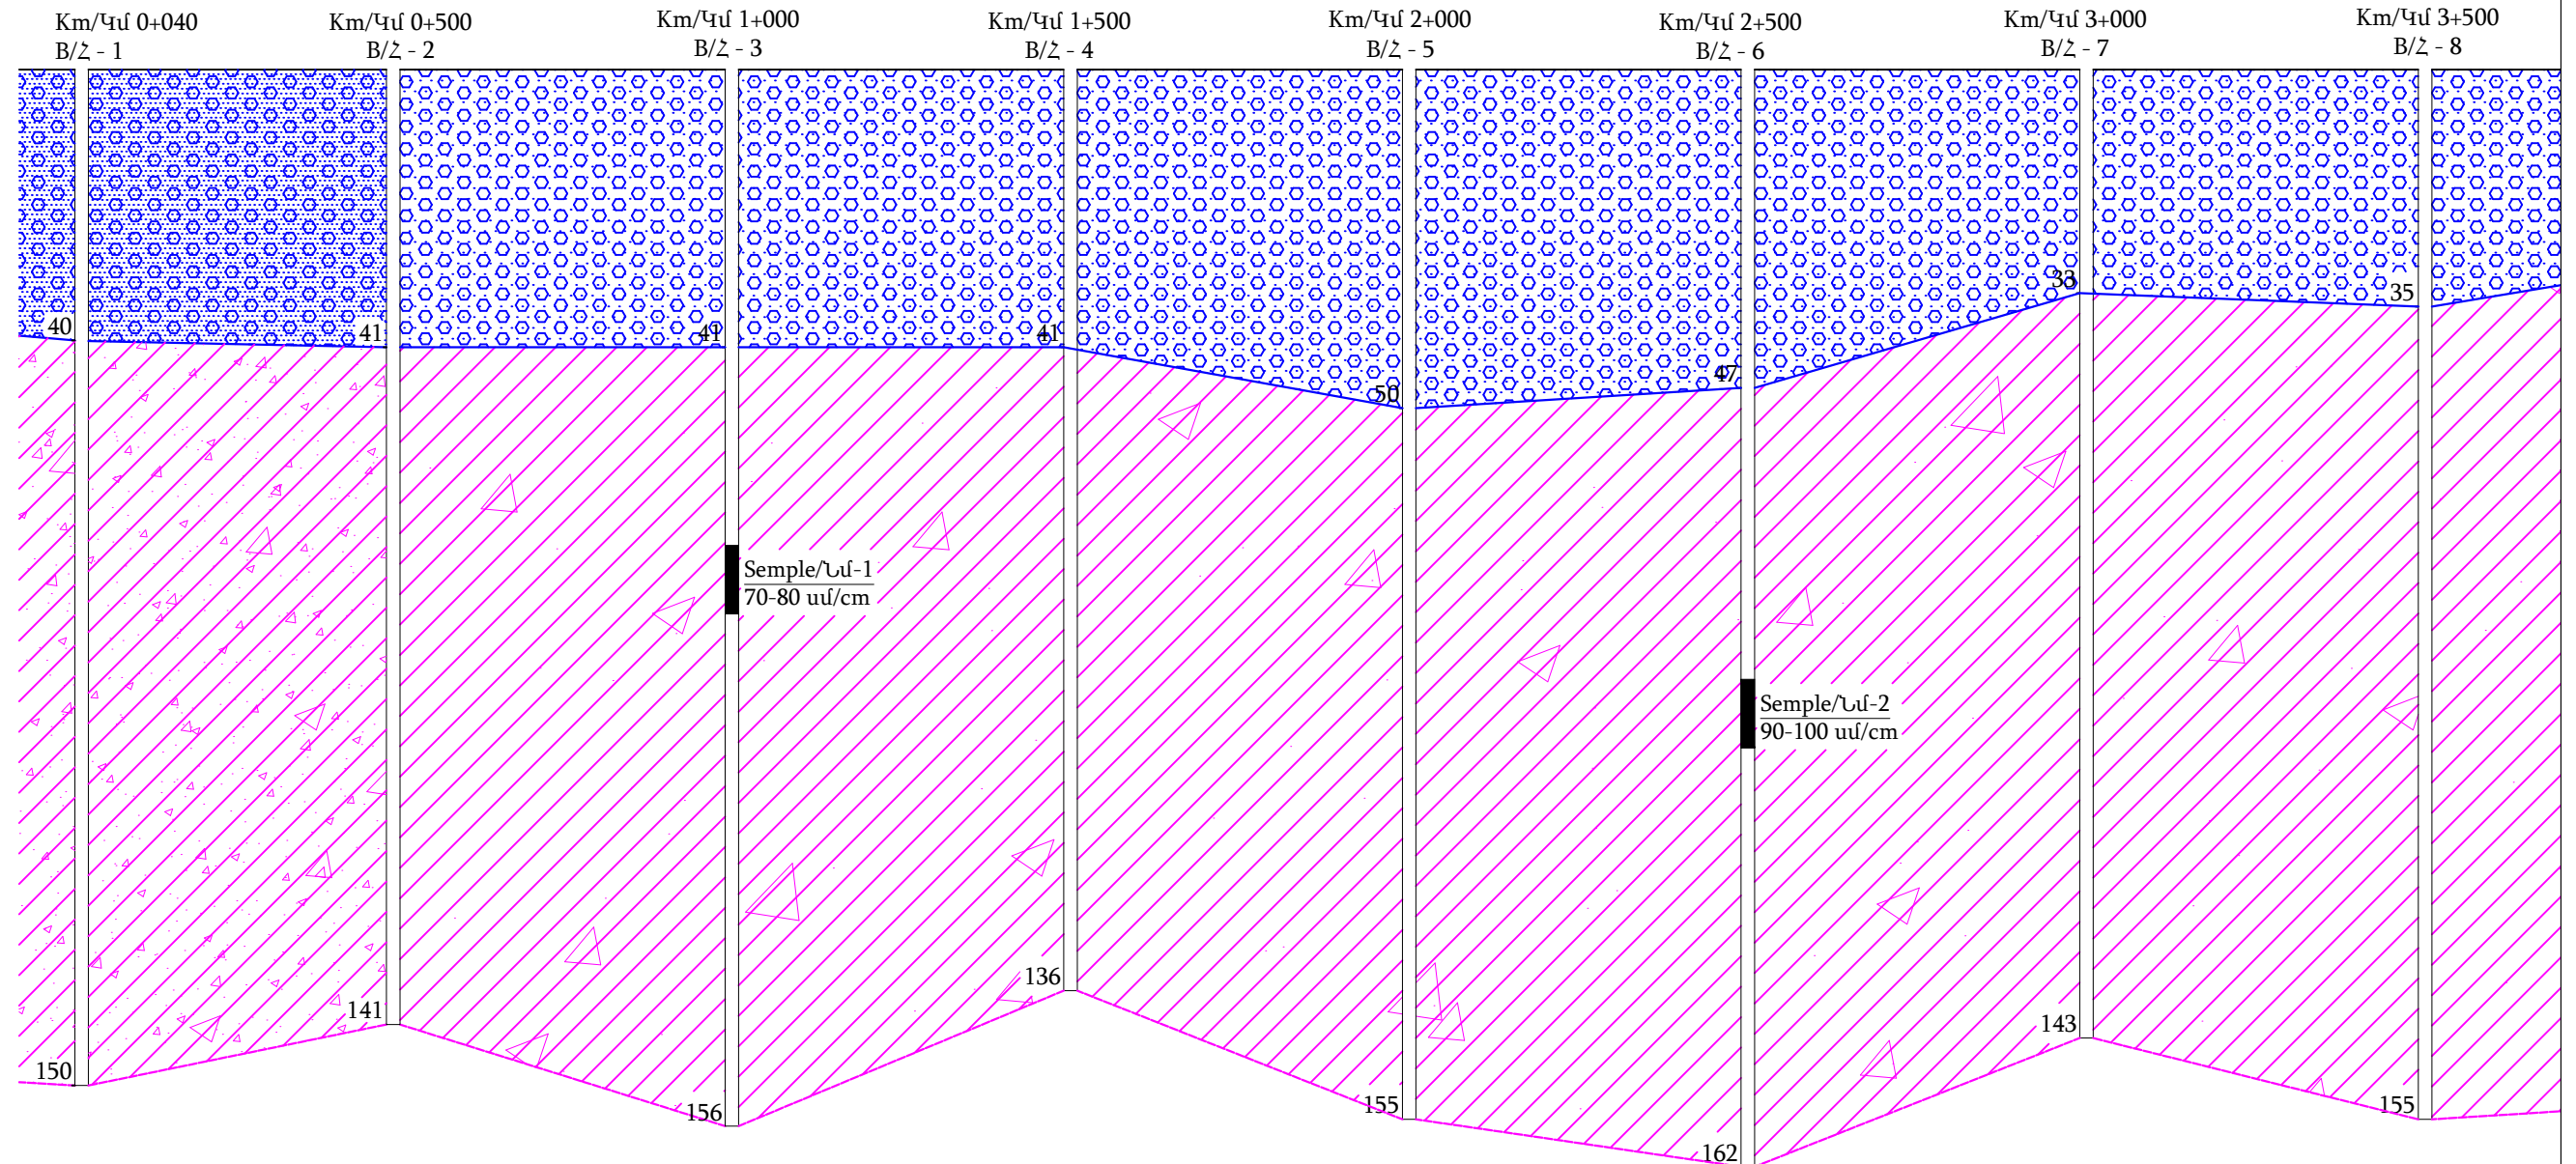 Km/Կմ 0+040
B/Հ - 1
Km/Կմ 0+500
B/Հ - 2
Km/Կմ 1+000
B/Հ - 3
Km/Կմ 1+500
B/Հ - 4
Km/Կմ 2+000
B/Հ - 5
Km/Կմ 2+500
B/Հ - 6
Km/Կմ 3+000
B/Հ - 7
Km/Կմ 3+500
B/Հ - 8
40
41
41
41
50
47
33
35
Semple/Նմ-1
70-80 սմ/cm
Semple/Նմ-2
90-100 սմ/cm
150
141
156
136
155
162
143
155